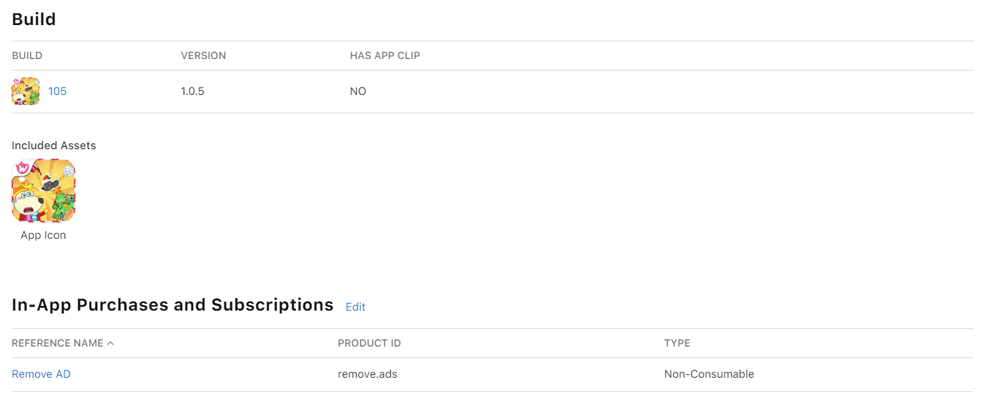 Build
BUILD VERSION HAS APP CLIP
105 1.0.5 NO
Included Assets
App Icon
In-App Purchases and Subscriptions Edit
REFERENCE NAME PRODUCT ID TYPE
Remove AD remove.ads Non-Consumable